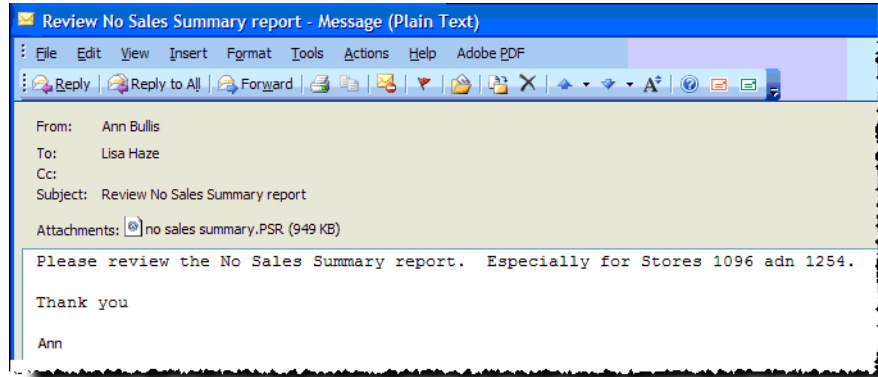 Review No Sales Summary report - Message (Plain Text)
File Edit View Insert Format Tools Actions Help Adobe PDF
Reply Reply to All Forward
From: Ann Bullis
To: Lisa Haze
Cc:
Subject: Review No Sales Summary report
Attachments: no sales summary.PSR (949 KB)
Please review the No Sales Summary report. Especially for Stores 1096 adn 1254.
Thank you
Ann